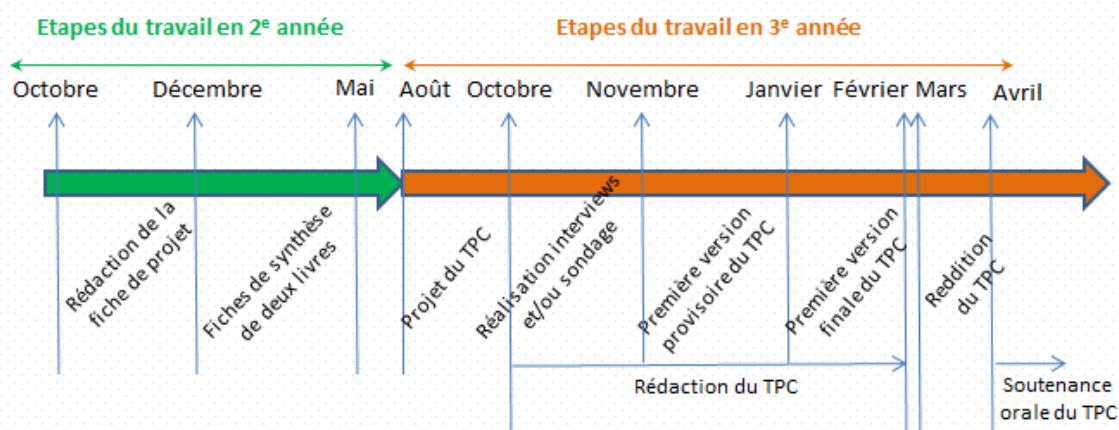 Etapes du travail en 2e année
Etapes du travail en 3e année
Octobre
Décembre
Mai
Août
Octobre
Novembre
Janvier
Février
Mars
Avril
Rédaction de la
fiche de projet
Fiches de synthèse
de deux livres
Projet du TPC
Réalisation interviews
et/ou sondage
Première version
provisoire du TPC
Première version
finale du TPC
Reddition
du TPC
Rédaction du TPC
Soutenance
orale du TPC